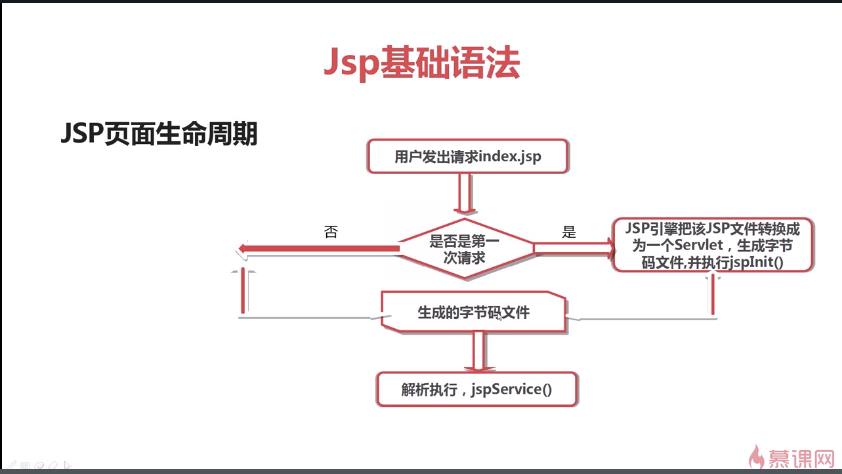 Jsp基础语法
JSP页面生命周期
用户发出请求index.jsp
否
是否是第一
次请求
是
JSP引擎把该JSP文件转换成
为一个Servlet，生成字节
码文件,并执行jspInit()
生成的字节码文件
解析执行，jspService()
慕课网